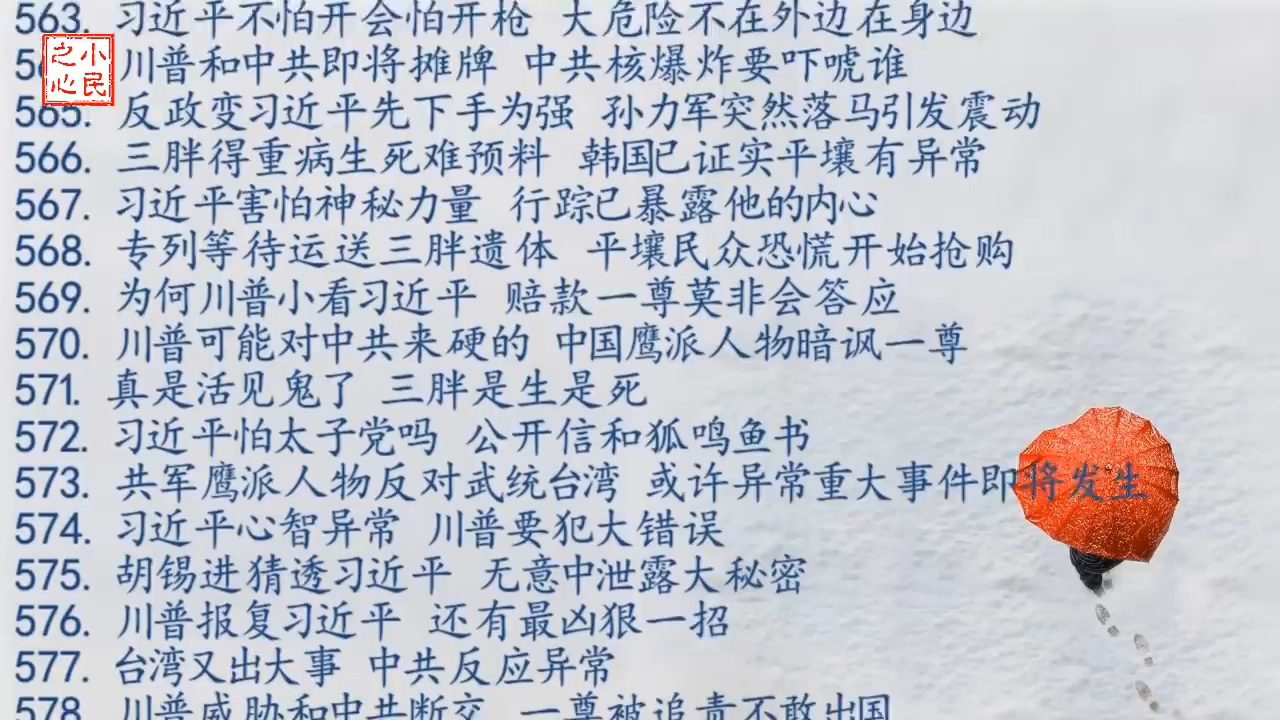 563. 习近平不怕开会怕开枪 大危险不在外边在身边
小民之心
56 川普和中共即将摊牌 中共核爆炸要吓唬谁
565. 反政变习近平先下手为强 孙力军突然落马引发震动
566. 三胖得重病生死难预料 韩国已证实平壤有异常
567. 习近平害怕神秘力量 行踪已暴露他的内心
568. 专列等待运送三胖遗体 平壤民众恐慌开始抢购
569. 为何川普小看习近平 赔款一尊莫非会答应
570. 川普可能对中共来硬的 中国鹰派人物暗讽一尊
571. 真是活见鬼了 三胖是生是死
572. 习近平怕太子党吗 公开信和狐鸣鱼书
573. 共军鹰派人物反对武统台湾 或许异常重大事件即将发生
574. 习近平心智异常 川普要犯大错误
575. 胡锡进猜透习近平 无意中泄露大秘密
576. 川普报复习近平 还有最凶狠一招
577. 台湾又出大事 中共反应异常
578. 川普威胁和中共断交 一尊被追责不敢出国